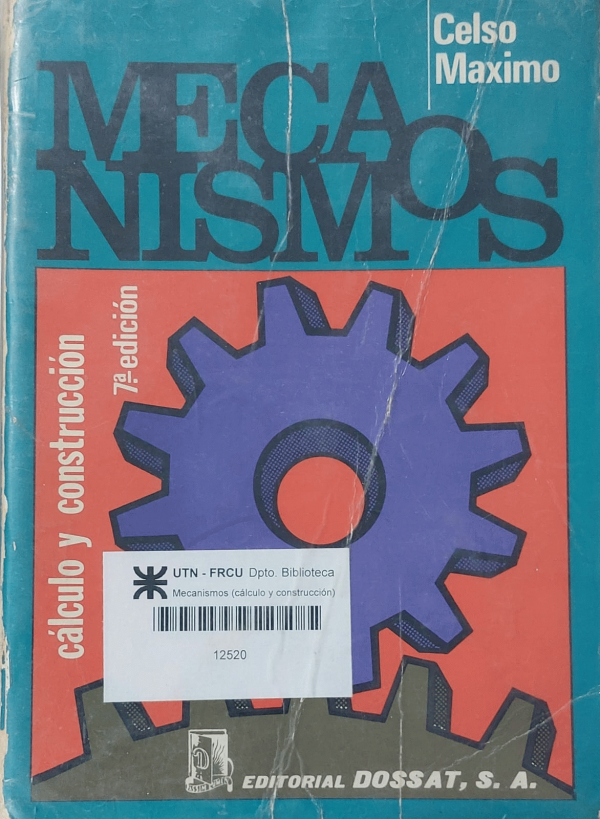 Celso
Maximo
MECA
NISMOS
cálculo y construcción
7ª edición
UTN - FRCU Dpto. Biblioteca
Mecanismos (cálculo y construcción)
12520
EDITORIAL DOSSAT, S. A.